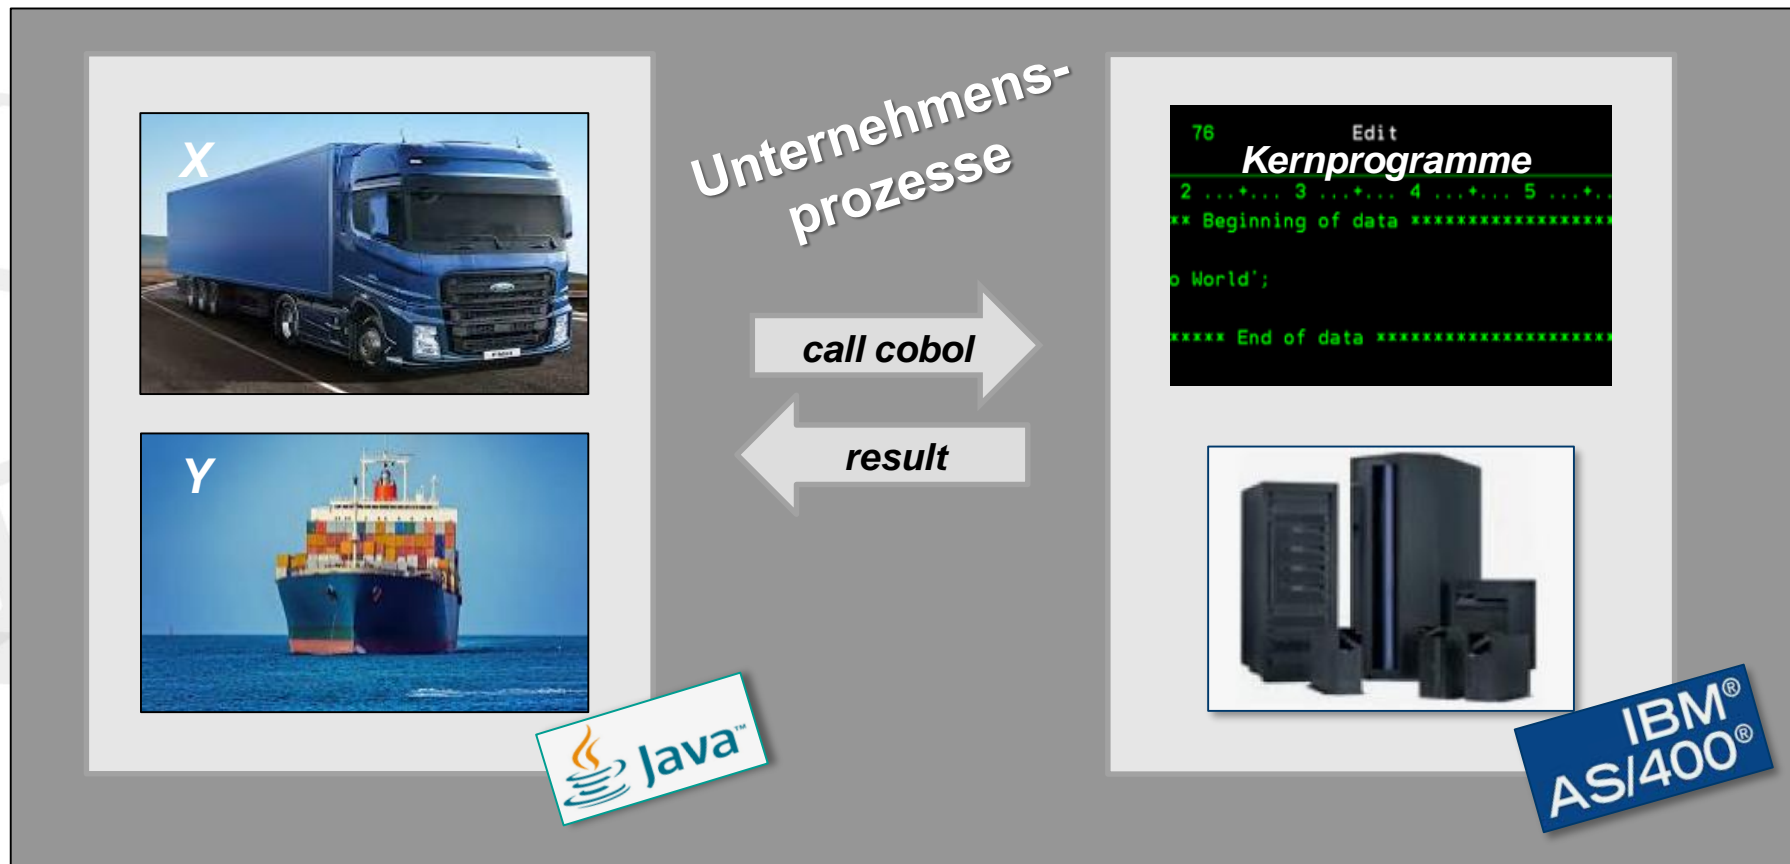 X
Y
Java™
Unternehmens-
prozesse
call cobol
result
76 Edit
Kernprogramme
2 ...+... 3 ...+... 4 ...+... 5 ...+..
** Beginning of data ******************
o World';
***** End of data *********************
IBM®
AS/400®